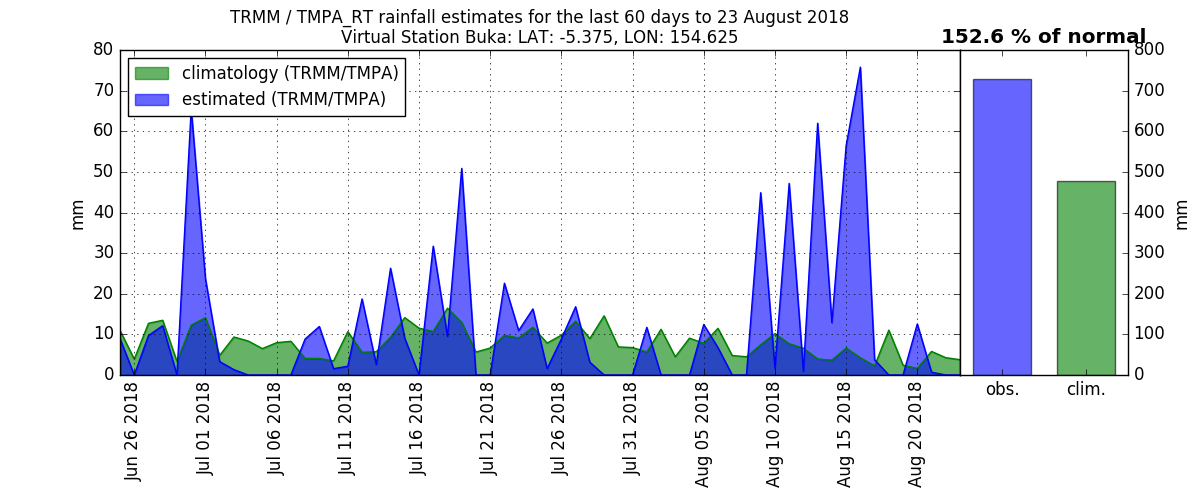 TRMM / TMPA_RT rainfall estimates for the last 60 days to 23 August 2018
Virtual Station Buka: LAT: -5.375, LON: 154.625
152.6 % of normal
climatology (TRMM/TMPA)
estimated (TRMM/TMPA)
80
70
60
50
40
30
20
10
0
mm
Jun 26 2018
Jul 01 2018
Jul 06 2018
Jul 11 2018
Jul 16 2018
Jul 21 2018
Jul 26 2018
Jul 31 2018
Aug 05 2018
Aug 10 2018
Aug 15 2018
Aug 20 2018
obs.
clim.
800
700
600
500
400
300
200
100
0
mm